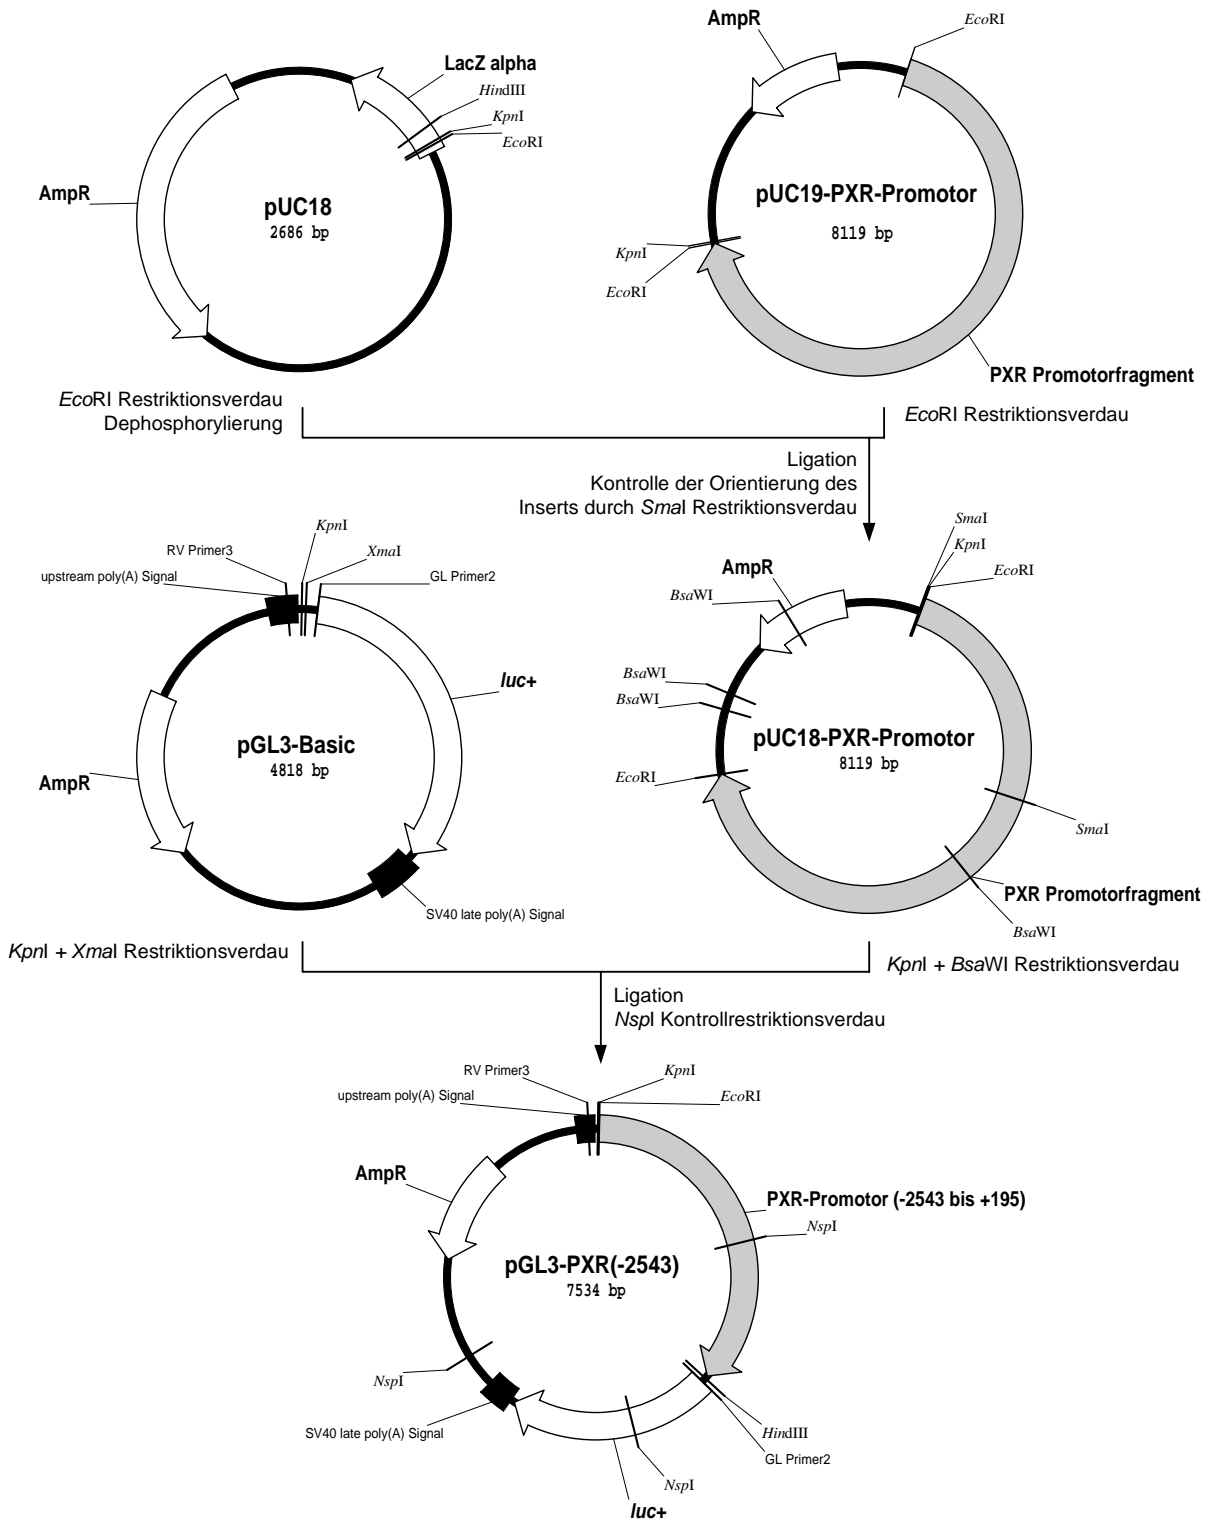 AmpR
LacZ alpha
HindIII
KpnI
EcoRI
AmpR
pUC18
2686 bp
AmpR
EcoRI
pUC19-PXR-Promotor
8119 bp
KpnI
EcoRI
PXR Promotorfragment
EcoRI Restriktionsverdau
Dephosphorylierung
EcoRI Restriktionsverdau
Ligation
Kontrolle der Orientierung des
Inserts durch SmaI Restriktionsverdau
KpnI
RV Primer3
XmaI
upstream poly(A) Signal
GL Primer2
luc+
pGL3-Basic
4818 bp
AmpR
SV40 late poly(A) Signal
SmaI
KpnI
AmpR
EcoRI
BsaWI
BsaWI
BsaWI
pUC18-PXR-Promotor
8119 bp
EcoRI
SmaI
PXR Promotorfragment
BsaWI
KpnI + XmaI Restriktionsverdau
KpnI + BsaWI Restriktionsverdau
Ligation
NspI Kontrollrestriktionsverdau
RV Primer3
KpnI
upstream poly(A) Signal
EcoRI
AmpR
PXR-Promotor (-2543 bis +195)
NspI
pGL3-PXR(-2543)
7534 bp
NspI
SV40 late poly(A) Signal
HindIII
GL Primer2
NspI
luc+